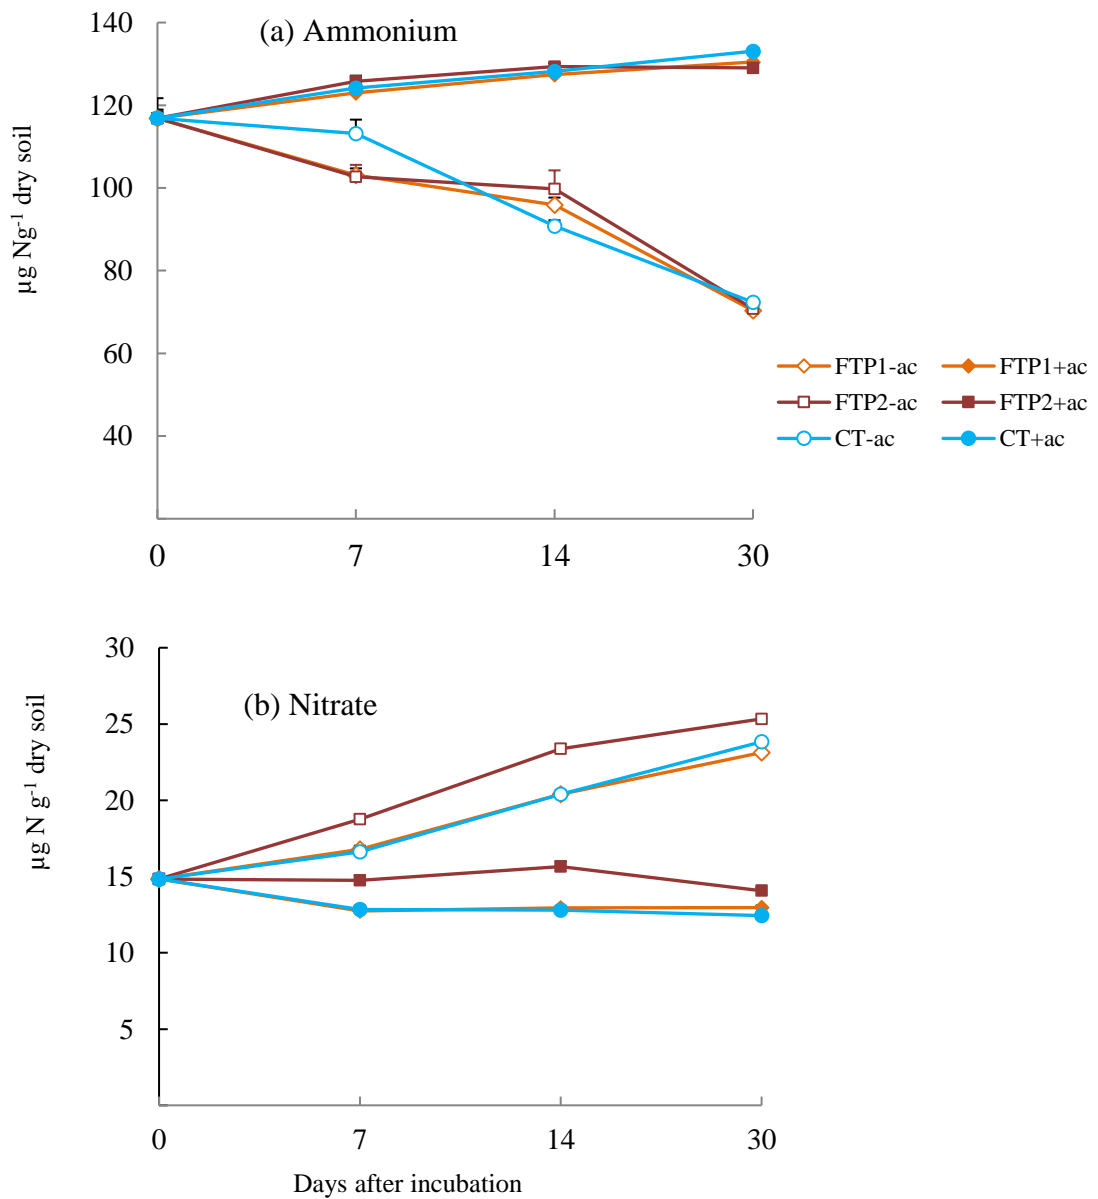 (a) Ammonium
140
120
100
80
60
40
µg Ng⁻¹ dry soil
0 7 14 30
FTP1-ac FTP1+ac
FTP2-ac FTP2+ac
CT-ac CT+ac
(b) Nitrate
30
25
20
15
10
5
µg N g⁻¹ dry soil
0 7 14 30
Days after incubation